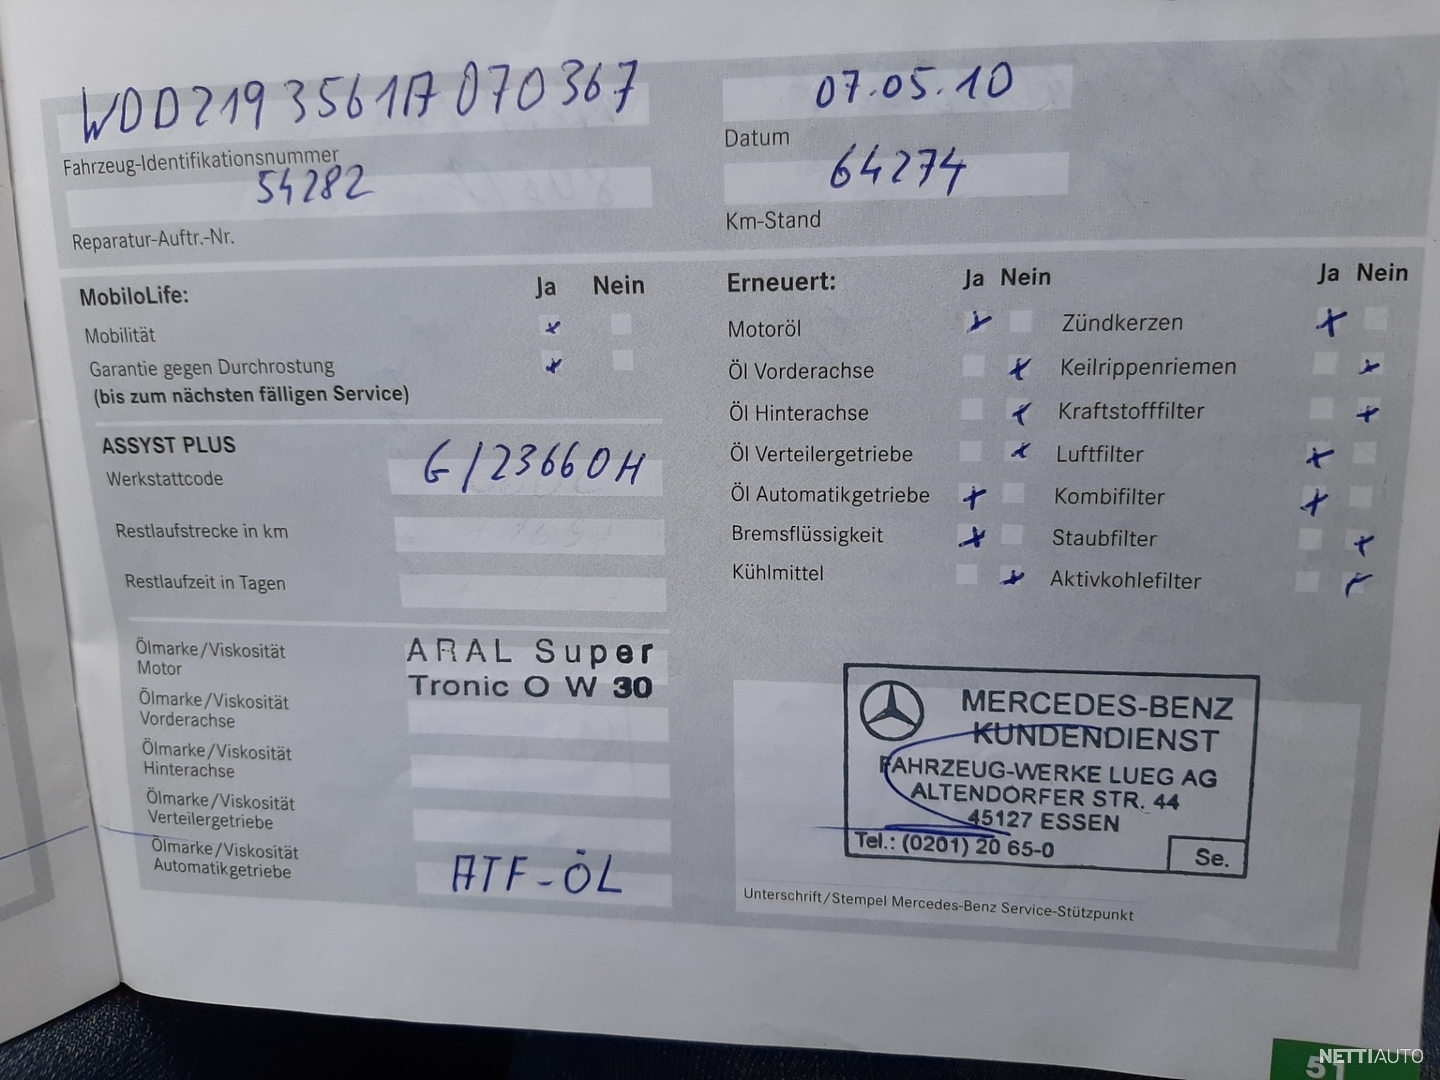 WDD2193561A070367
Fahrzeug-Identifikationsnummer
54282
Reparatur-Auftr.-Nr.
07.05.10
Datum
64274
Km-Stand
MobiloLife: Ja Nein
Mobilität
Garantie gegen Durchrostung
(bis zum nächsten fälligen Service)
ASSYST PLUS
Werkstattcode G/23660H
Restlaufstrecke in km
Restlaufzeit in Tagen
Ölmarke/Viskosität
Motor
ARAL Super
Tronic O W 30
Ölmarke/Viskosität
Vorderachse
Ölmarke/Viskosität
Hinterachse
Ölmarke/Viskosität
Verteilergetriebe
Ölmarke/Viskosität
Automatikgetriebe
ATF-ÖL
Erneuert: Ja Nein Ja Nein
Motoröl Zündkerzen
Öl Vorderachse Keilrippenriemen
Öl Hinterachse Kraftstofffilter
Öl Verteilergetriebe Luftfilter
Öl Automatikgetriebe Kombifilter
Bremsflüssigkeit Staubfilter
Kühlmittel Aktivkohlefilter
MERCEDES-BENZ
KUNDENDIENST
FAHRZEUG-WERKE LUEG AG
ALTENDORFER STR. 44
45127 ESSEN
Tel.: (0201) 20 65-0
Se.
Unterschrift/Stempel Mercedes-Benz Service-Stützpunkt
51
NETTIAUTO